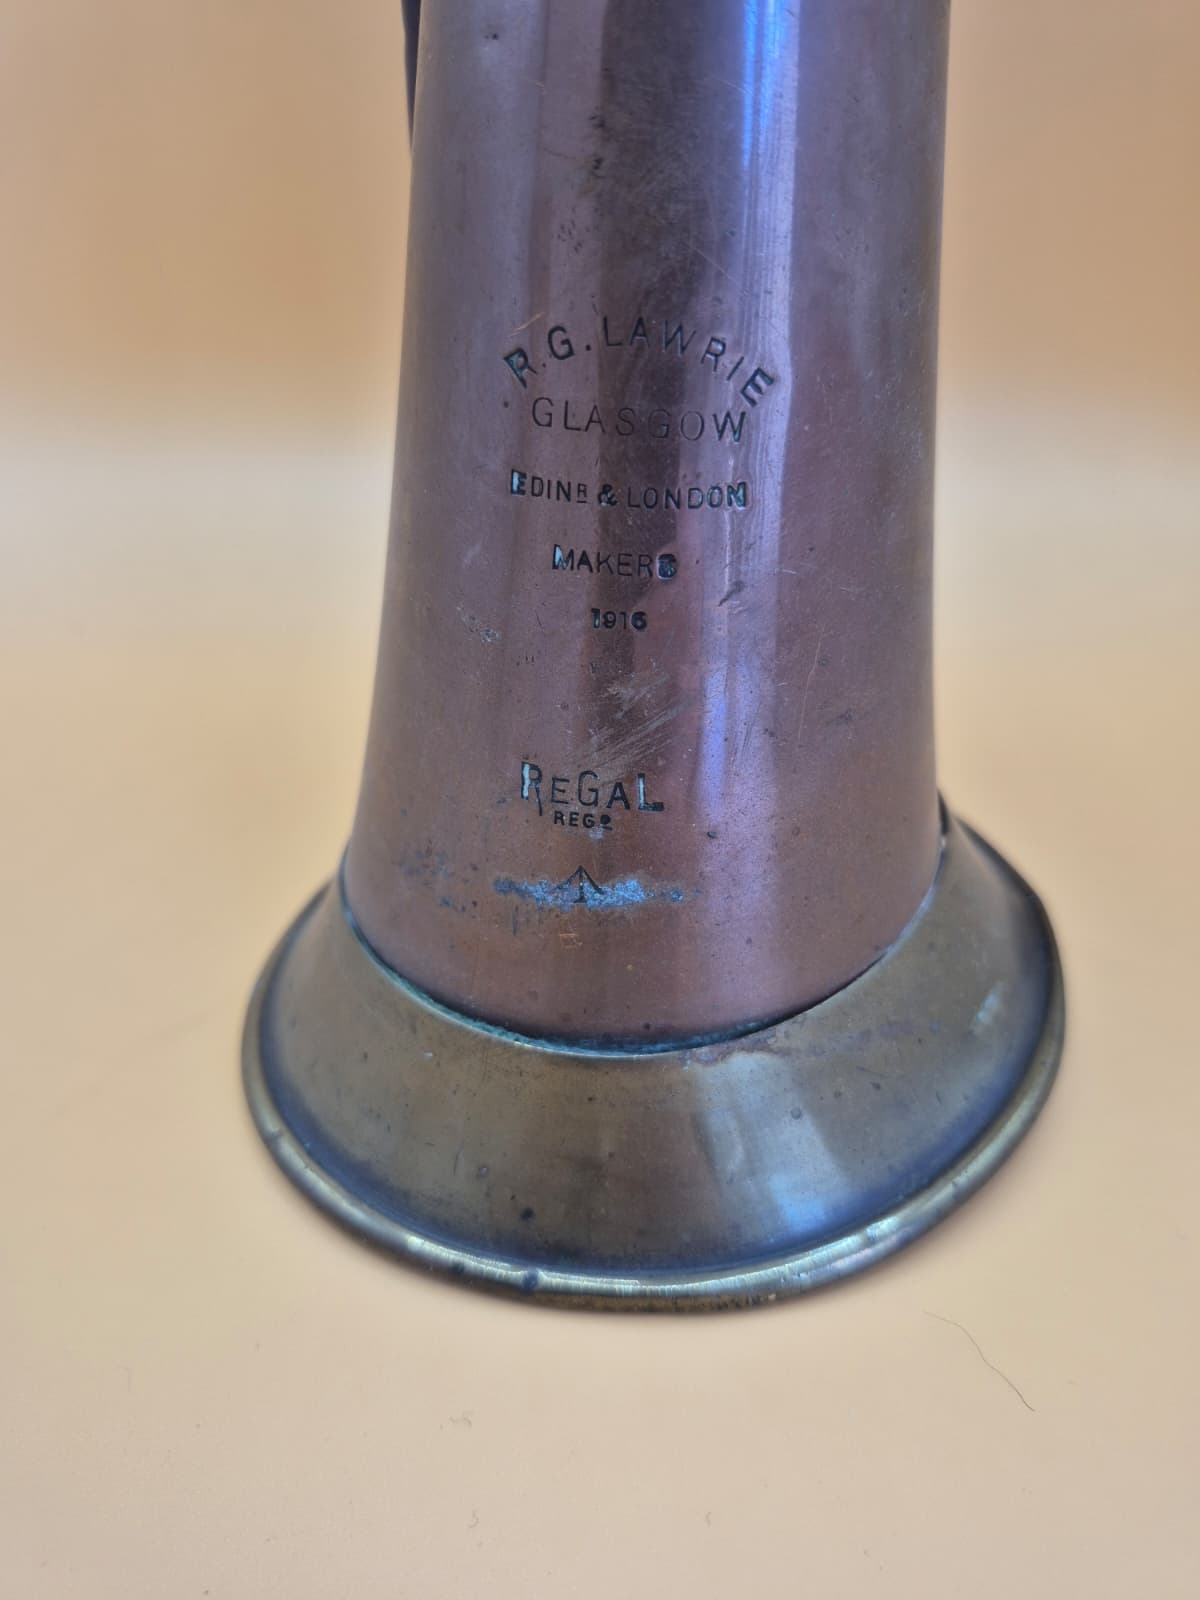 R.G. LAWRIE
GLASGOW
EDINR & LONDON
MAKERS
1916
REGAL
REGD